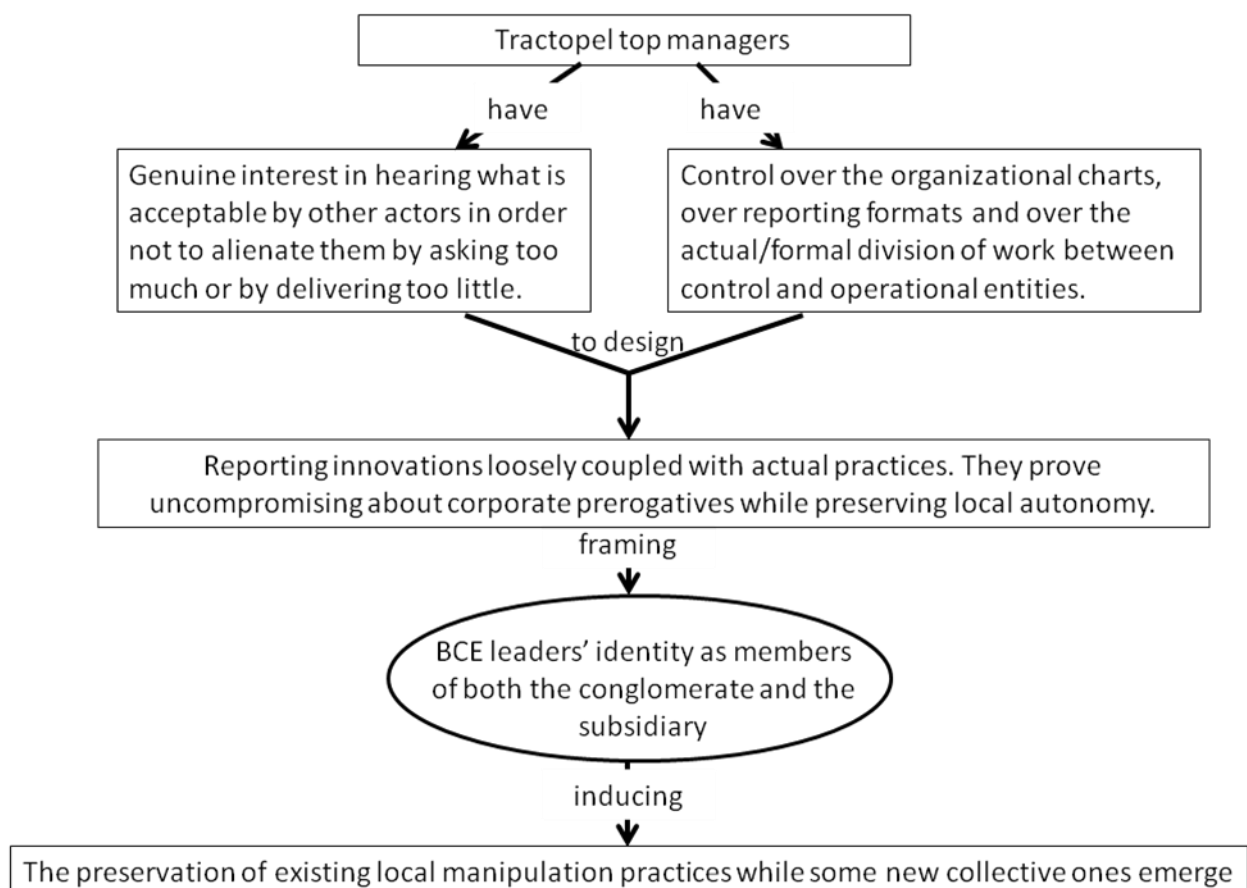 Tractopel top managers
have
have
Genuine interest in hearing what is
acceptable by other actors in order
not to alienate them by asking too
much or by delivering too little.
Control over the organizational charts,
over reporting formats and over the
actual/formal division of work between
control and operational entities.
to design
Reporting innovations loosely coupled with actual practices. They prove
uncompromising about corporate prerogatives while preserving local autonomy.
framing
BCE leaders’ identity as members
of both the conglomerate and the
subsidiary
inducing
The preservation of existing local manipulation practices while some new collective ones emerge